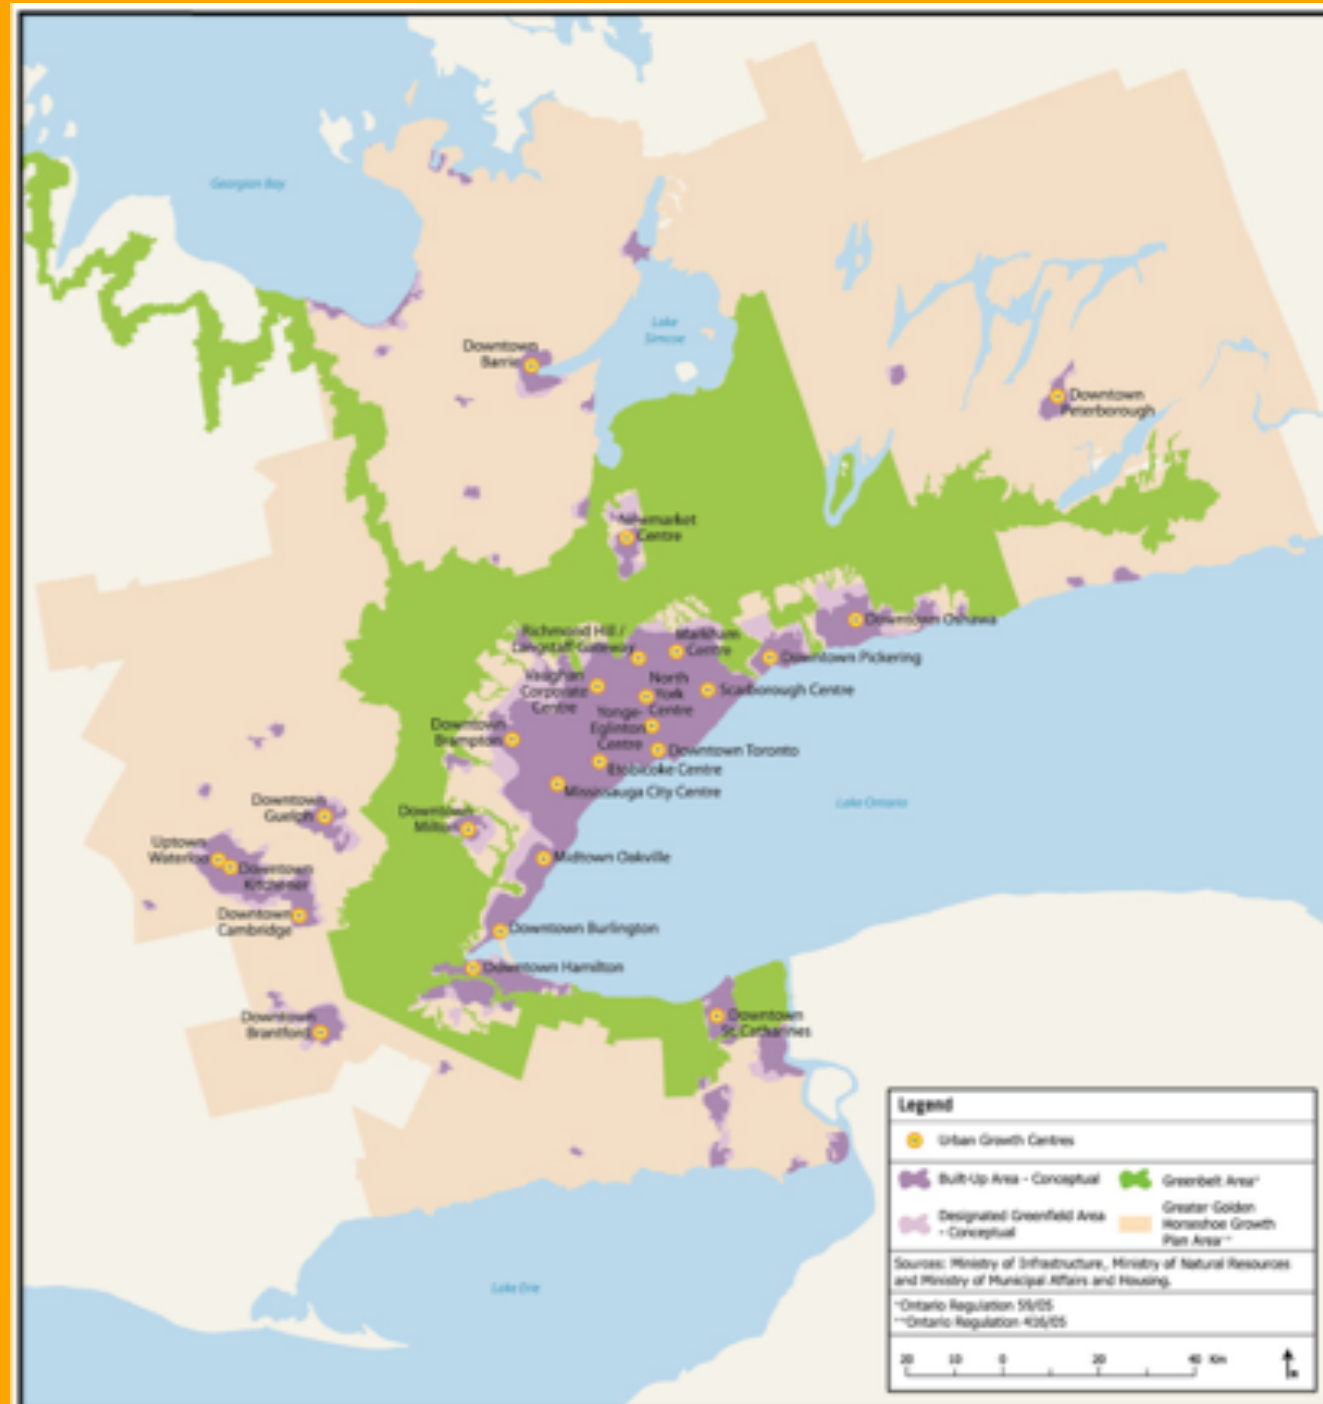 Georgian Bay
Lake
Simcoe
Downtown
Barrie
Downtown
Peterborough
Newmarket
Centre
Downtown Oshawa
Richmond Hill /
Langstaff Gateway
Markham
Centre
Downtown Pickering
Vaughan
Corporate
Centre
North
York
Centre
Scarborough Centre
Yonge-
Eglinton
Centre
Downtown
Brampton
Downtown Toronto
Etobicoke Centre
Mississauga City Centre
Downtown
Guelph
Downtown
Milton
Lake Ontario
Uptown
Waterloo
Downtown
Kitchener
Midtown Oakville
Downtown
Cambridge
Downtown Burlington
Downtown Hamilton
Downtown
Brantford
Downtown
St. Catharines
Lake Erie
Legend
Urban Growth Centres
Built-Up Area - Conceptual
Greenbelt Area*
Designated Greenfield Area
- Conceptual
Greater Golden
Horseshoe Growth
Plan Area**
Sources: Ministry of Infrastructure, Ministry of Natural Resources
and Ministry of Municipal Affairs and Housing.
*Ontario Regulation 59/05
**Ontario Regulation 416/05
20 10 0 20 40 Km
N